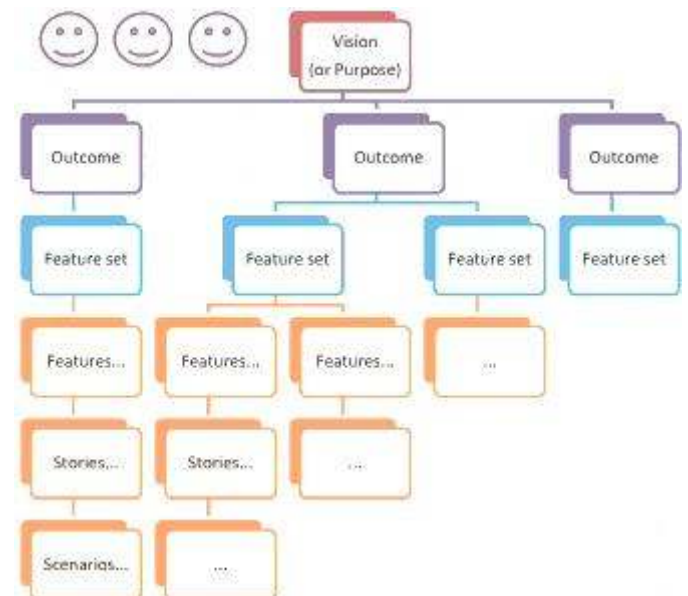 Vision
(or Purpose)
Outcome
Outcome
Outcome
Feature set
Feature set
Feature set
Feature set
Features...
Features...
Features...
...
Stories...
Stories...
...
Scenarios...
...